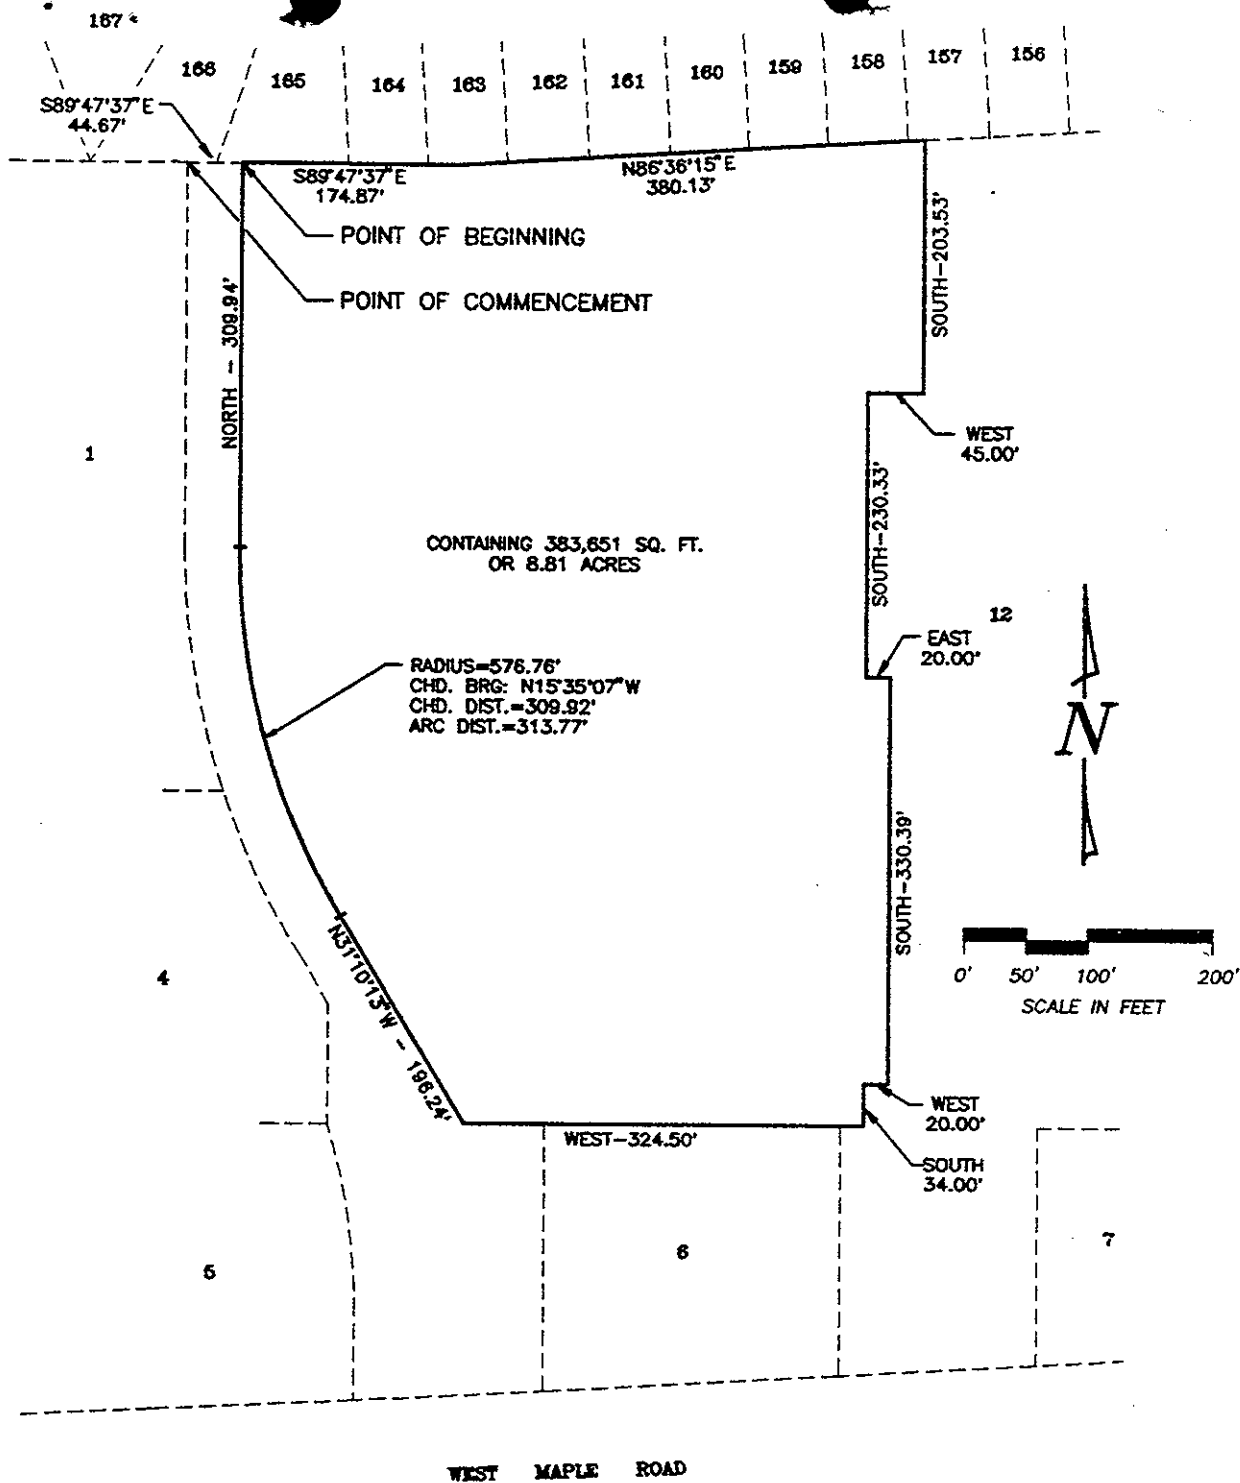 167
166
165
164
163
162
161
160
159
158
157
156
S89°47'37"E
44.67'
S89°47'37"E
174.87'
N86°36'15"E
380.13'
POINT OF BEGINNING
POINT OF COMMENCEMENT
NORTH - 309.94'
SOUTH-203.53'
WEST
45.00'
1
CONTAINING 383,651 SQ. FT.
OR 8.81 ACRES
SOUTH-230.33'
12
EAST
20.00'
RADIUS=576.76'
CHD. BRG: N15°35'07"W
CHD. DIST.=309.92'
ARC DIST.=313.77'
N
SOUTH-330.39'
0' 50' 100' 200'
SCALE IN FEET
4
N31°10'13"W - 196.24'
WEST
20.00'
WEST-324.50'
SOUTH
34.00'
5
6
7
WEST MAPLE ROAD